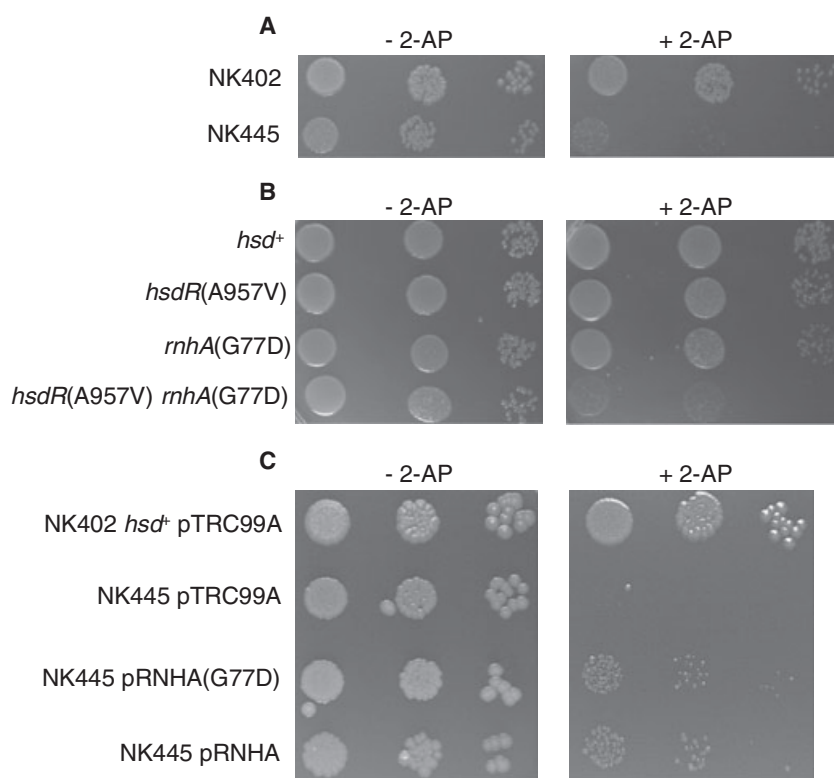 A
- 2-AP + 2-AP
NK402
NK445
B
- 2-AP + 2-AP
hsd+
hsdR(A957V)
rnhA(G77D)
hsdR(A957V) rnhA(G77D)
C
- 2-AP + 2-AP
NK402 hsd+ pTRC99A
NK445 pTRC99A
NK445 pRNHA(G77D)
NK445 pRNHA